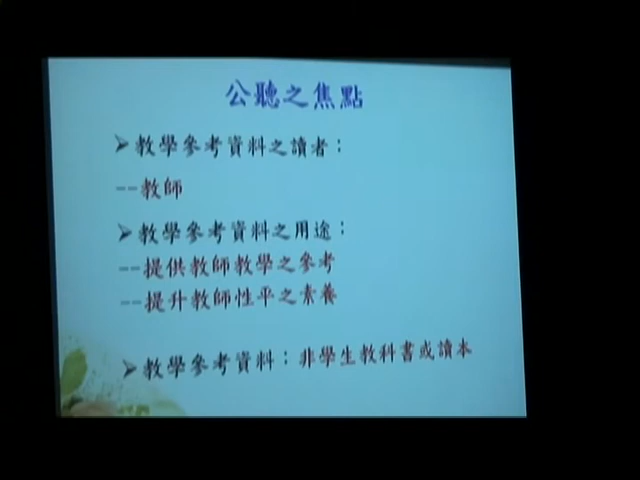 公聽之焦點
➢教學參考資料之讀者：
--教師
➢教學參考資料之用途：
--提供教師教學之參考
--提升教師性平之素養
➢教學參考資料：非學生教科書或讀本